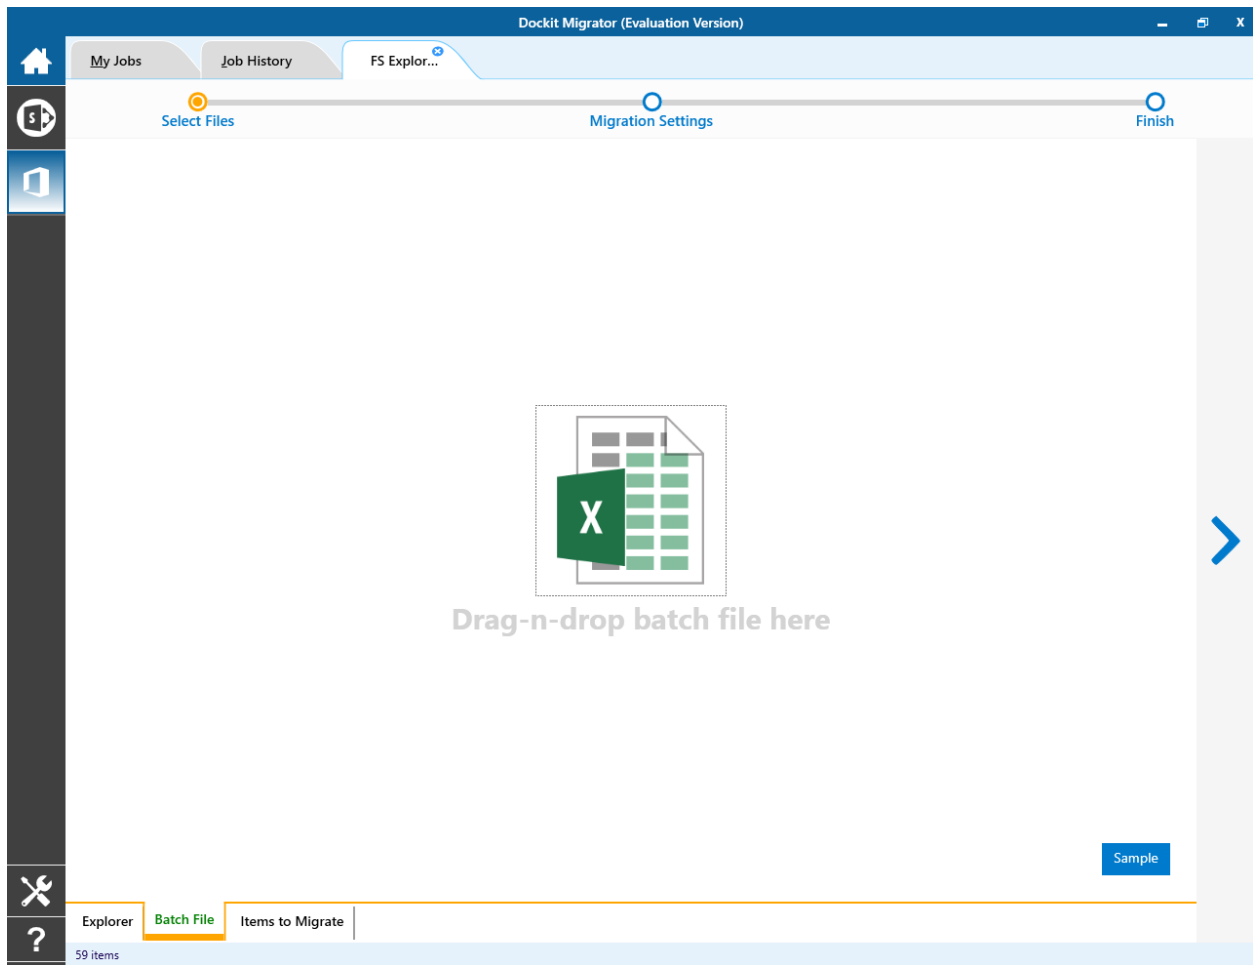 Dockit Migrator (Evaluation Version)
X
My Jobs
Job History
FS Explor...
S
Select Files
Migration Settings
Finish
X
Drag-n-drop batch file here
Sample
Explorer
Batch File
Items to Migrate
?
59 items